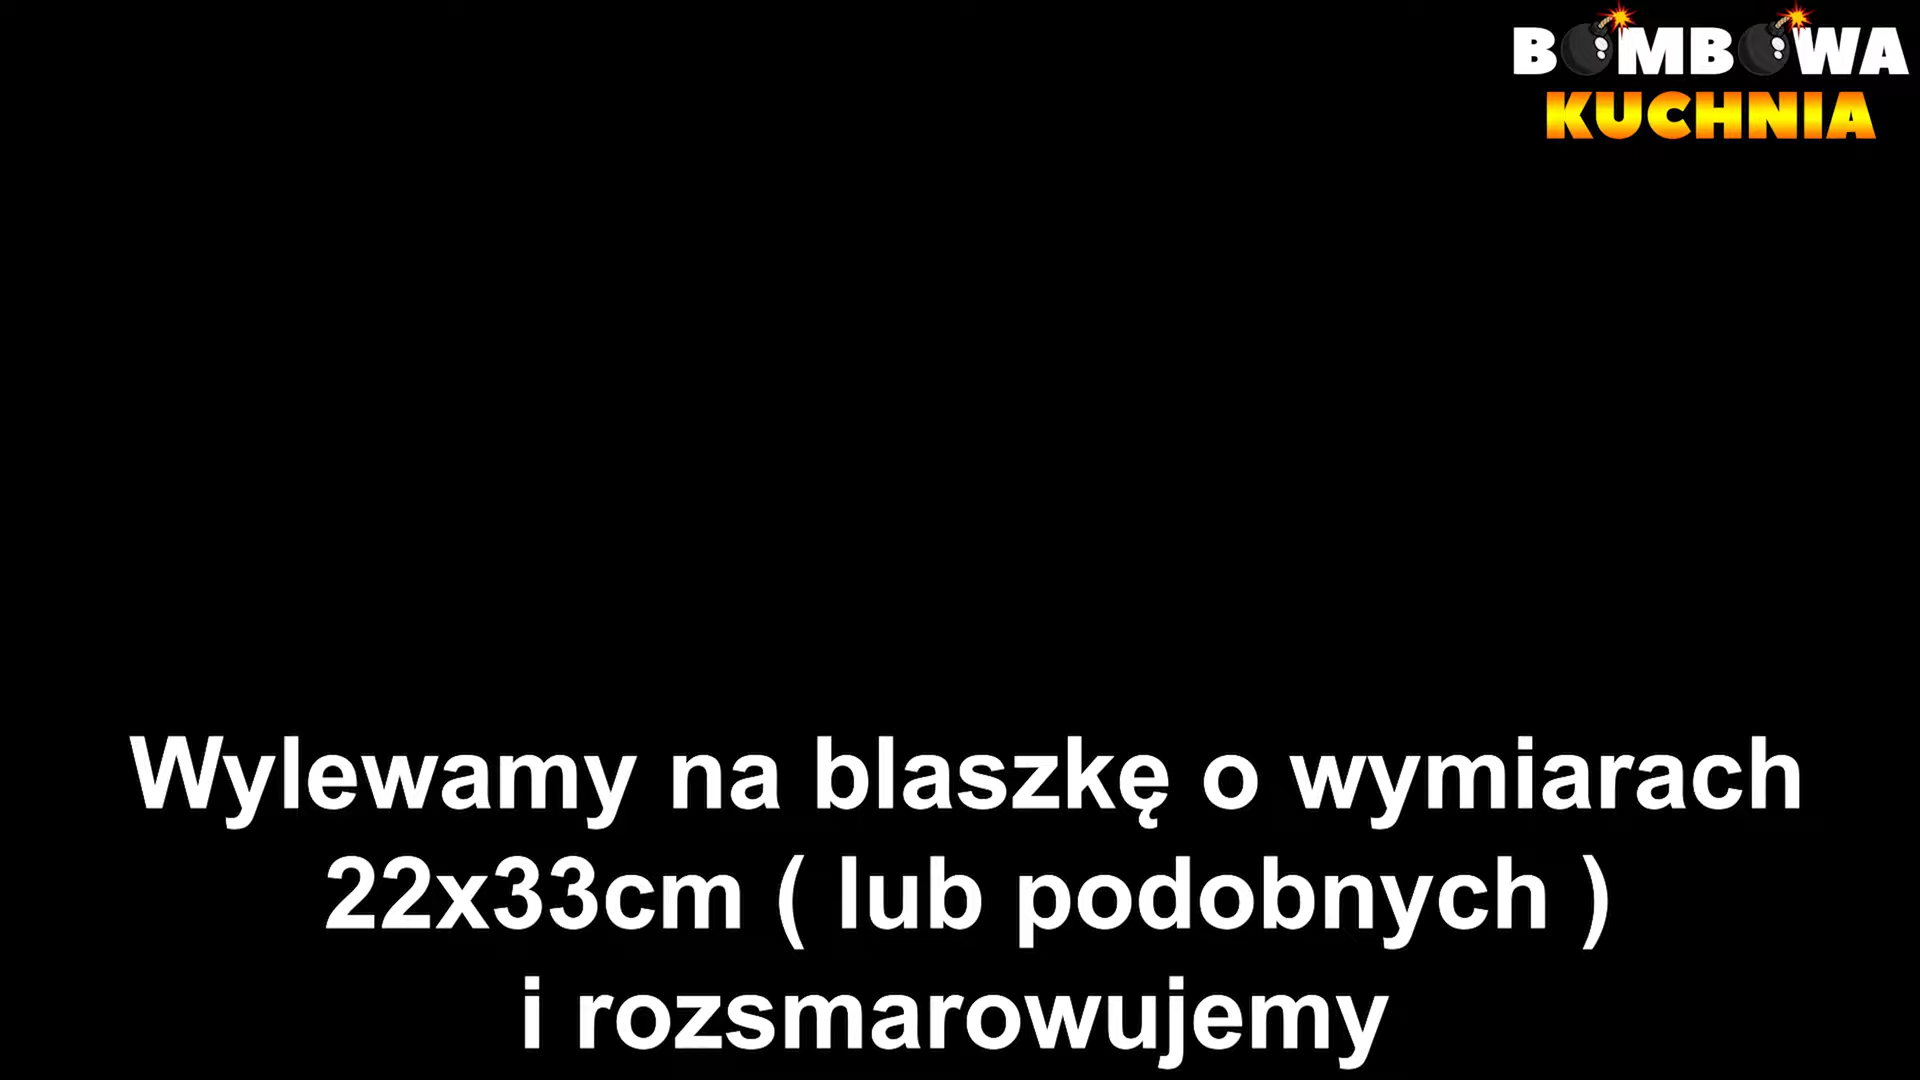 BOMBOWA
KUCHNIA
Wylewamy na blaszkę o wymiarach
22x33cm ( lub podobnych )
i rozsmarowujemy